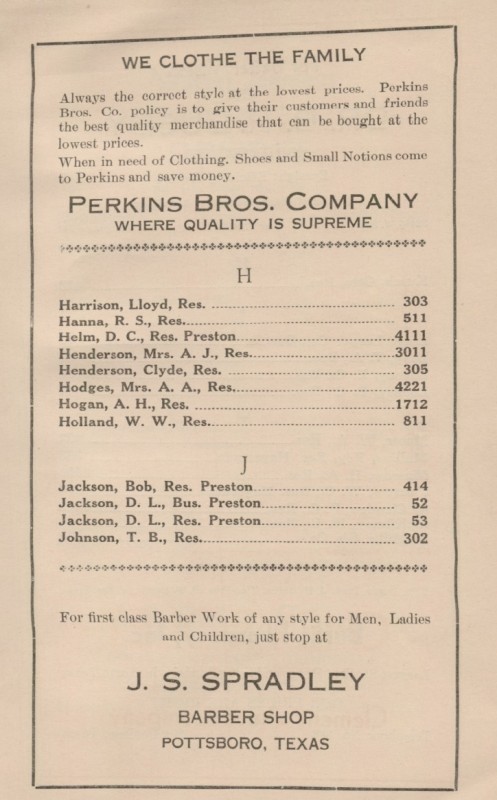 WE CLOTHE THE FAMILY
Always the correct style at the lowest prices. Perkins
Bros. Co. policy is to give their customers and friends
the best quality merchandise that can be bought at the
lowest prices.
When in need of Clothing. Shoes and Small Notions come
to Perkins and save money.
PERKINS BROS. COMPANY
WHERE QUALITY IS SUPREME
H
Harrison, Lloyd, Res. 303
Hanna, R. S., Res. 511
Helm, D. C., Res. Preston 4111
Henderson, Mrs. A. J., Res. 3011
Henderson, Clyde, Res. 305
Hodges, Mrs. A. A., Res. 4221
Hogan, A. H., Res. 1712
Holland, W. W., Res. 811
J
Jackson, Bob, Res. Preston 414
Jackson, D. L., Bus. Preston 52
Jackson, D. L., Res. Preston 53
Johnson, T. B., Res. 302
For first class Barber Work of any style for Men, Ladies
and Children, just stop at
J. S. SPRADLEY
BARBER SHOP
POTTSBORO, TEXAS